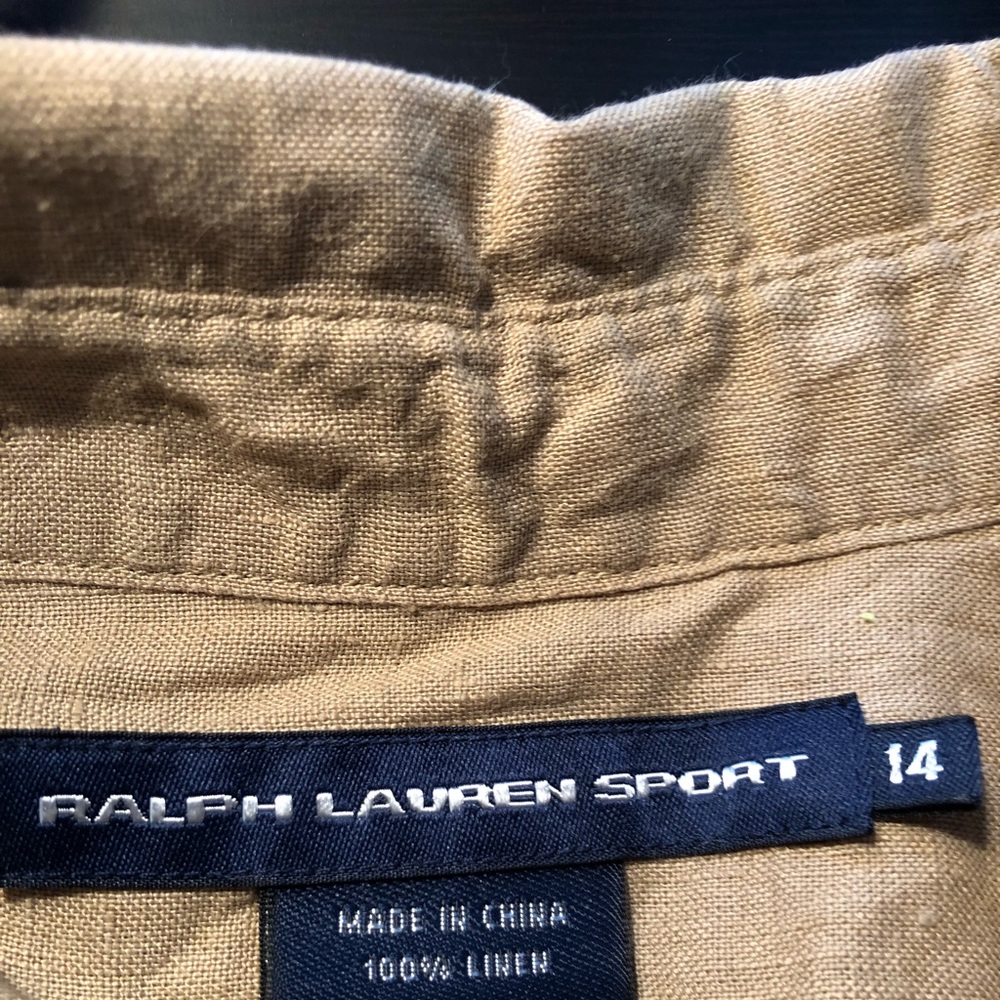 RALPH LAUREN SPORT
14
MADE IN CHINA
100% LINEN